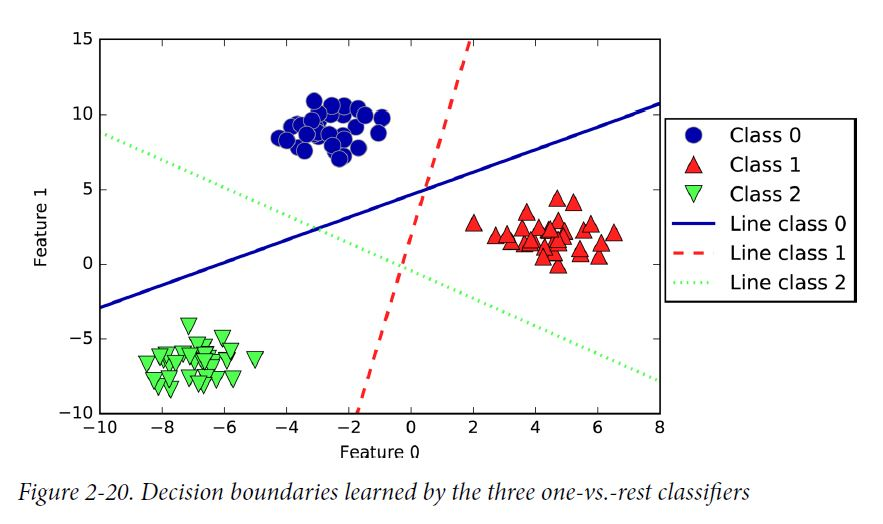 15
10
5
0
−5
−10
Feature 1
−10 −8 −6 −4 −2 0 2 4 6 8
Feature 0
Class 0
Class 1
Class 2
Line class 0
Line class 1
Line class 2
Figure 2-20. Decision boundaries learned by the three one-vs.-rest classifiers